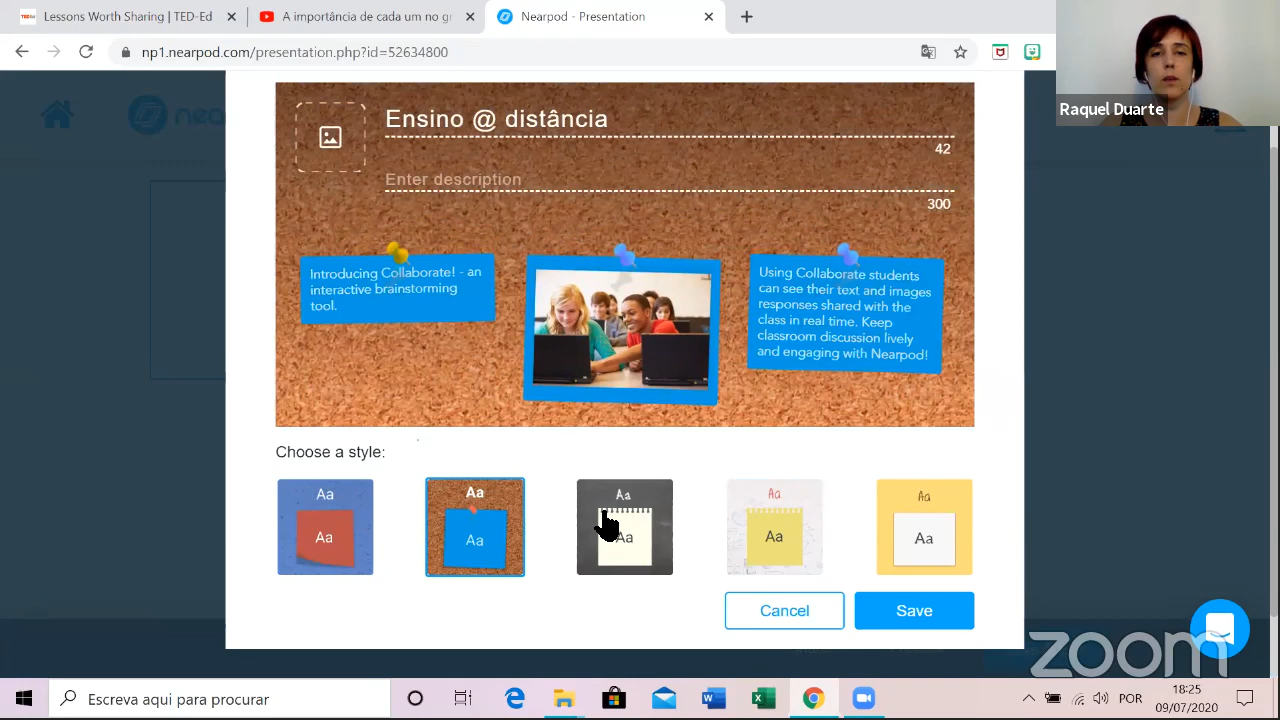 Lessons Worth Sharing | TED-Ed
A importância de cada um no gr
Nearpod - Presentation
np1.nearpod.com/presentation.php?id=52634800
Raquel Duarte
Ensino @ distância
42
Enter description
300
Introducing Collaborate! - an
interactive brainstorming
tool.
Using Collaborate students
can see their text and images
responses shared with the
class in real time. Keep
classroom discussion lively
and engaging with Nearpod!
Choose a style:
Aa
Aa
Aa
Aa
Aa
Aa
Aa
Aa
Aa
Aa
Cancel
Save
zoom
Escreva aqui para procurar
POR
18:25
09/07/2020